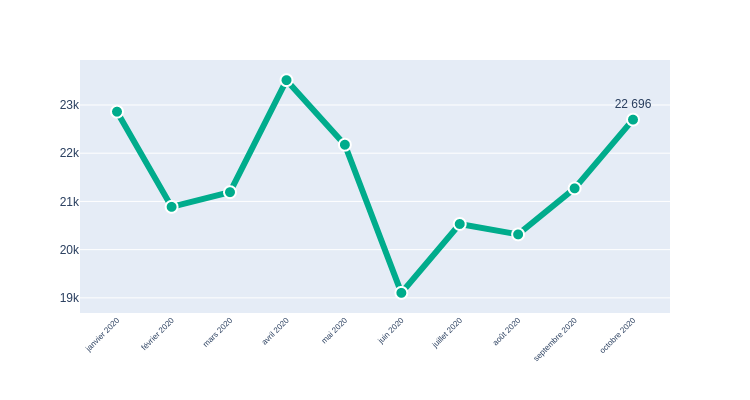 22 696
23k
22k
21k
20k
19k
janvier 2020
février 2020
mars 2020
avril 2020
mai 2020
juin 2020
juillet 2020
août 2020
septembre 2020
octobre 2020